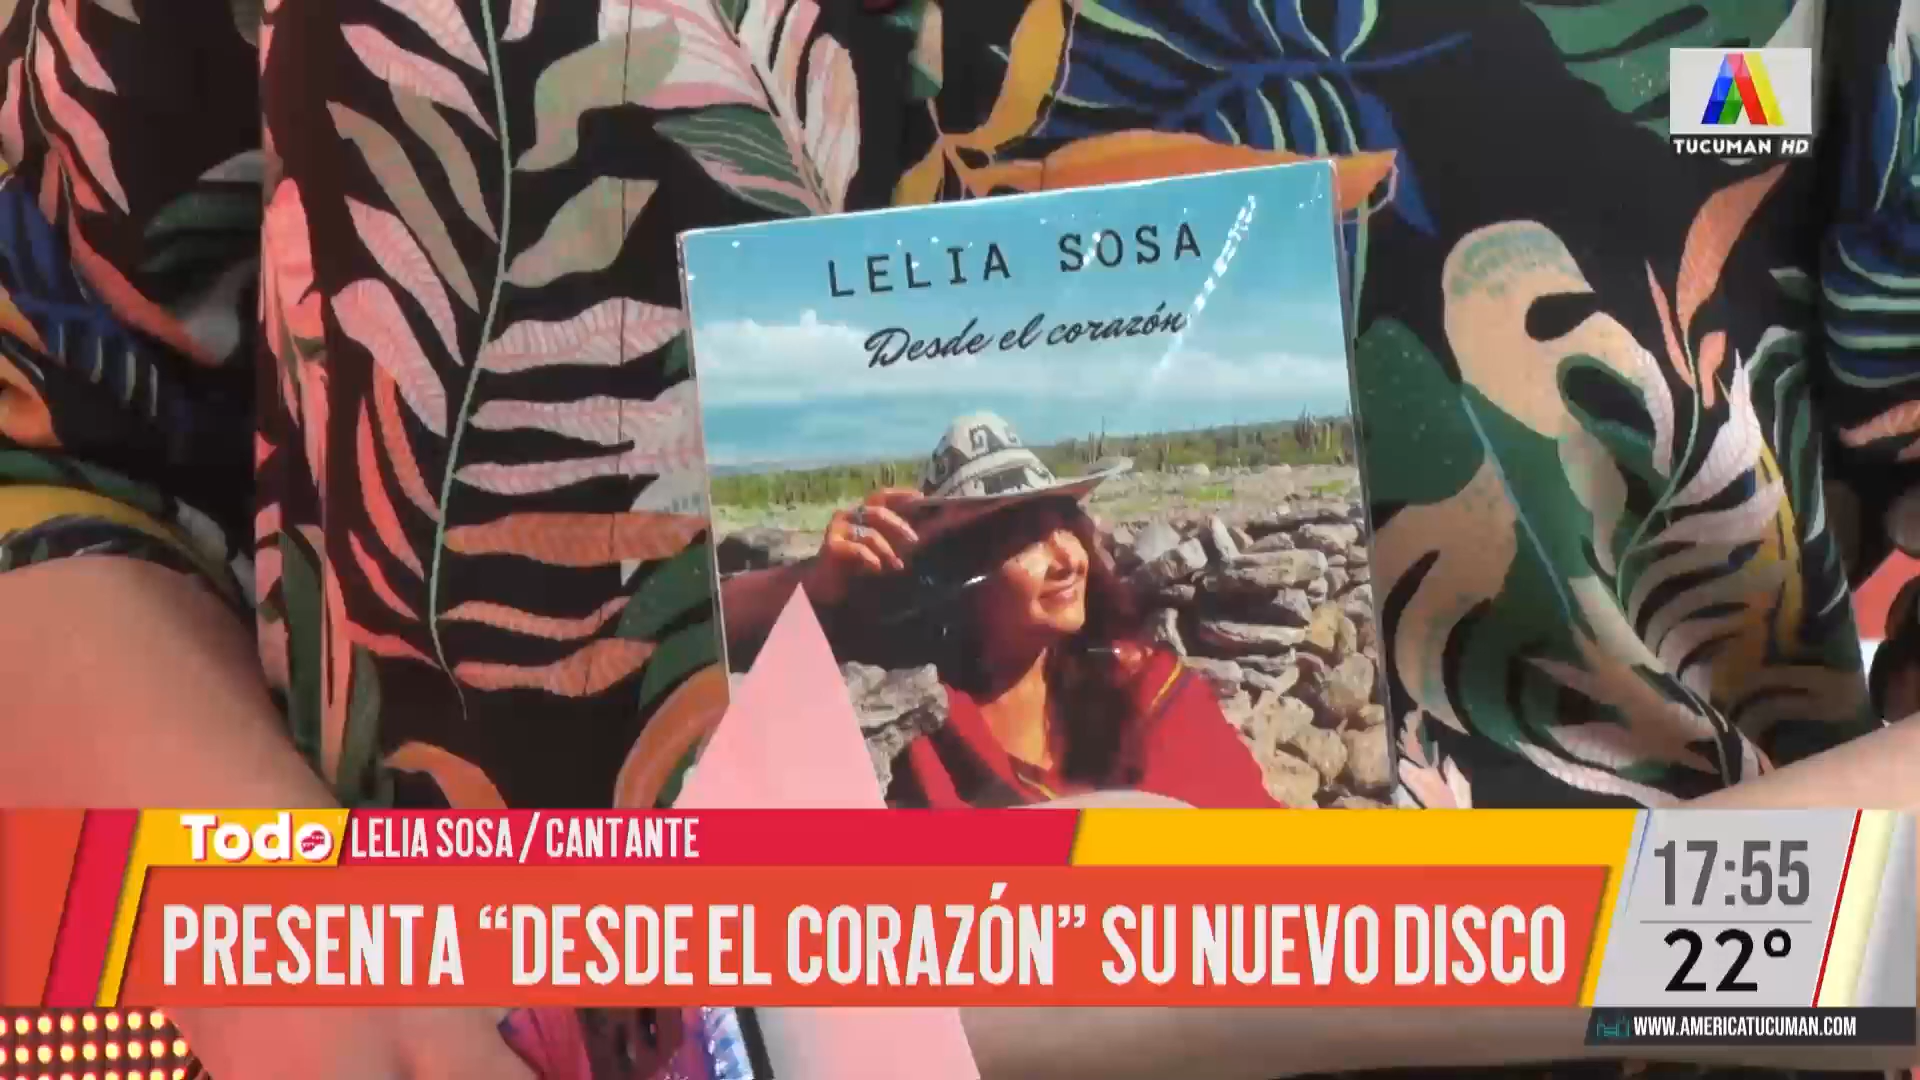 TUCUMAN HD
LELIA SOSA
Desde el corazón
Todo
LELIA SOSA / CANTANTE
PRESENTA “DESDE EL CORAZÓN” SU NUEVO DISCO
17:55
22º
WWW.AMERICATUCUMAN.COM